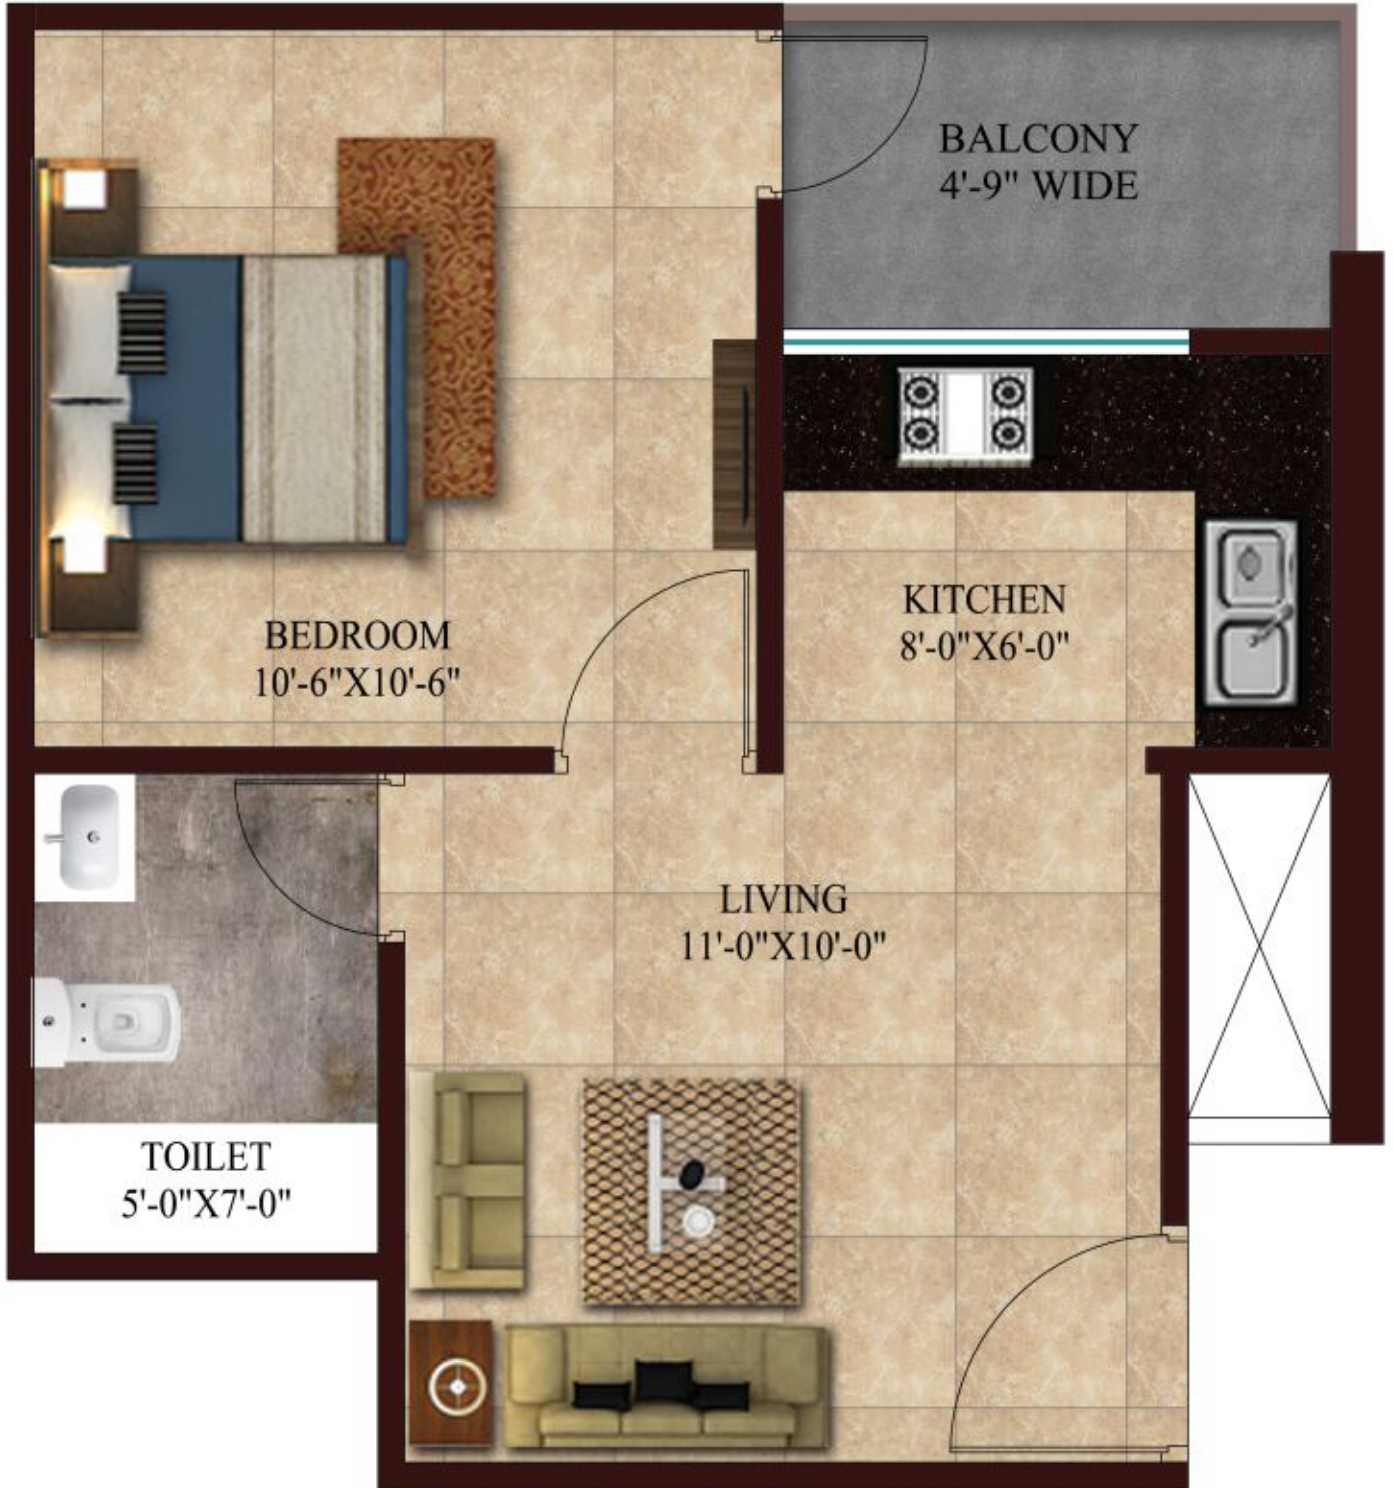 BALCONY
4'-9" WIDE
KITCHEN
8'-0"X6'-0"
BEDROOM
10'-6"X10'-6"
LIVING
11'-0"X10'-0"
TOILET
5'-0"X7'-0"